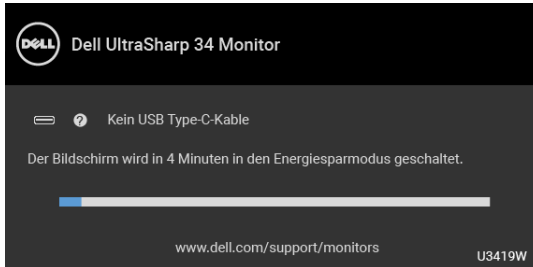 DELL Dell UltraSharp 34 Monitor
? Kein USB Type-C-Kable
Der Bildschirm wird in 4 Minuten in den Energiesparmodus geschaltet.
www.dell.com/support/monitors
U3419W